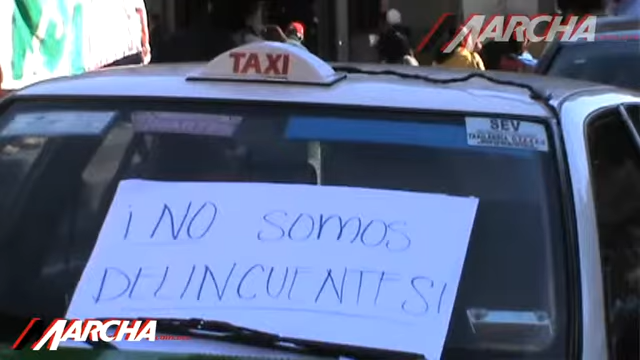 MARCHA
TAXI
SEV
¡NO SOMOS
DELINCUENTES!
MARCHA